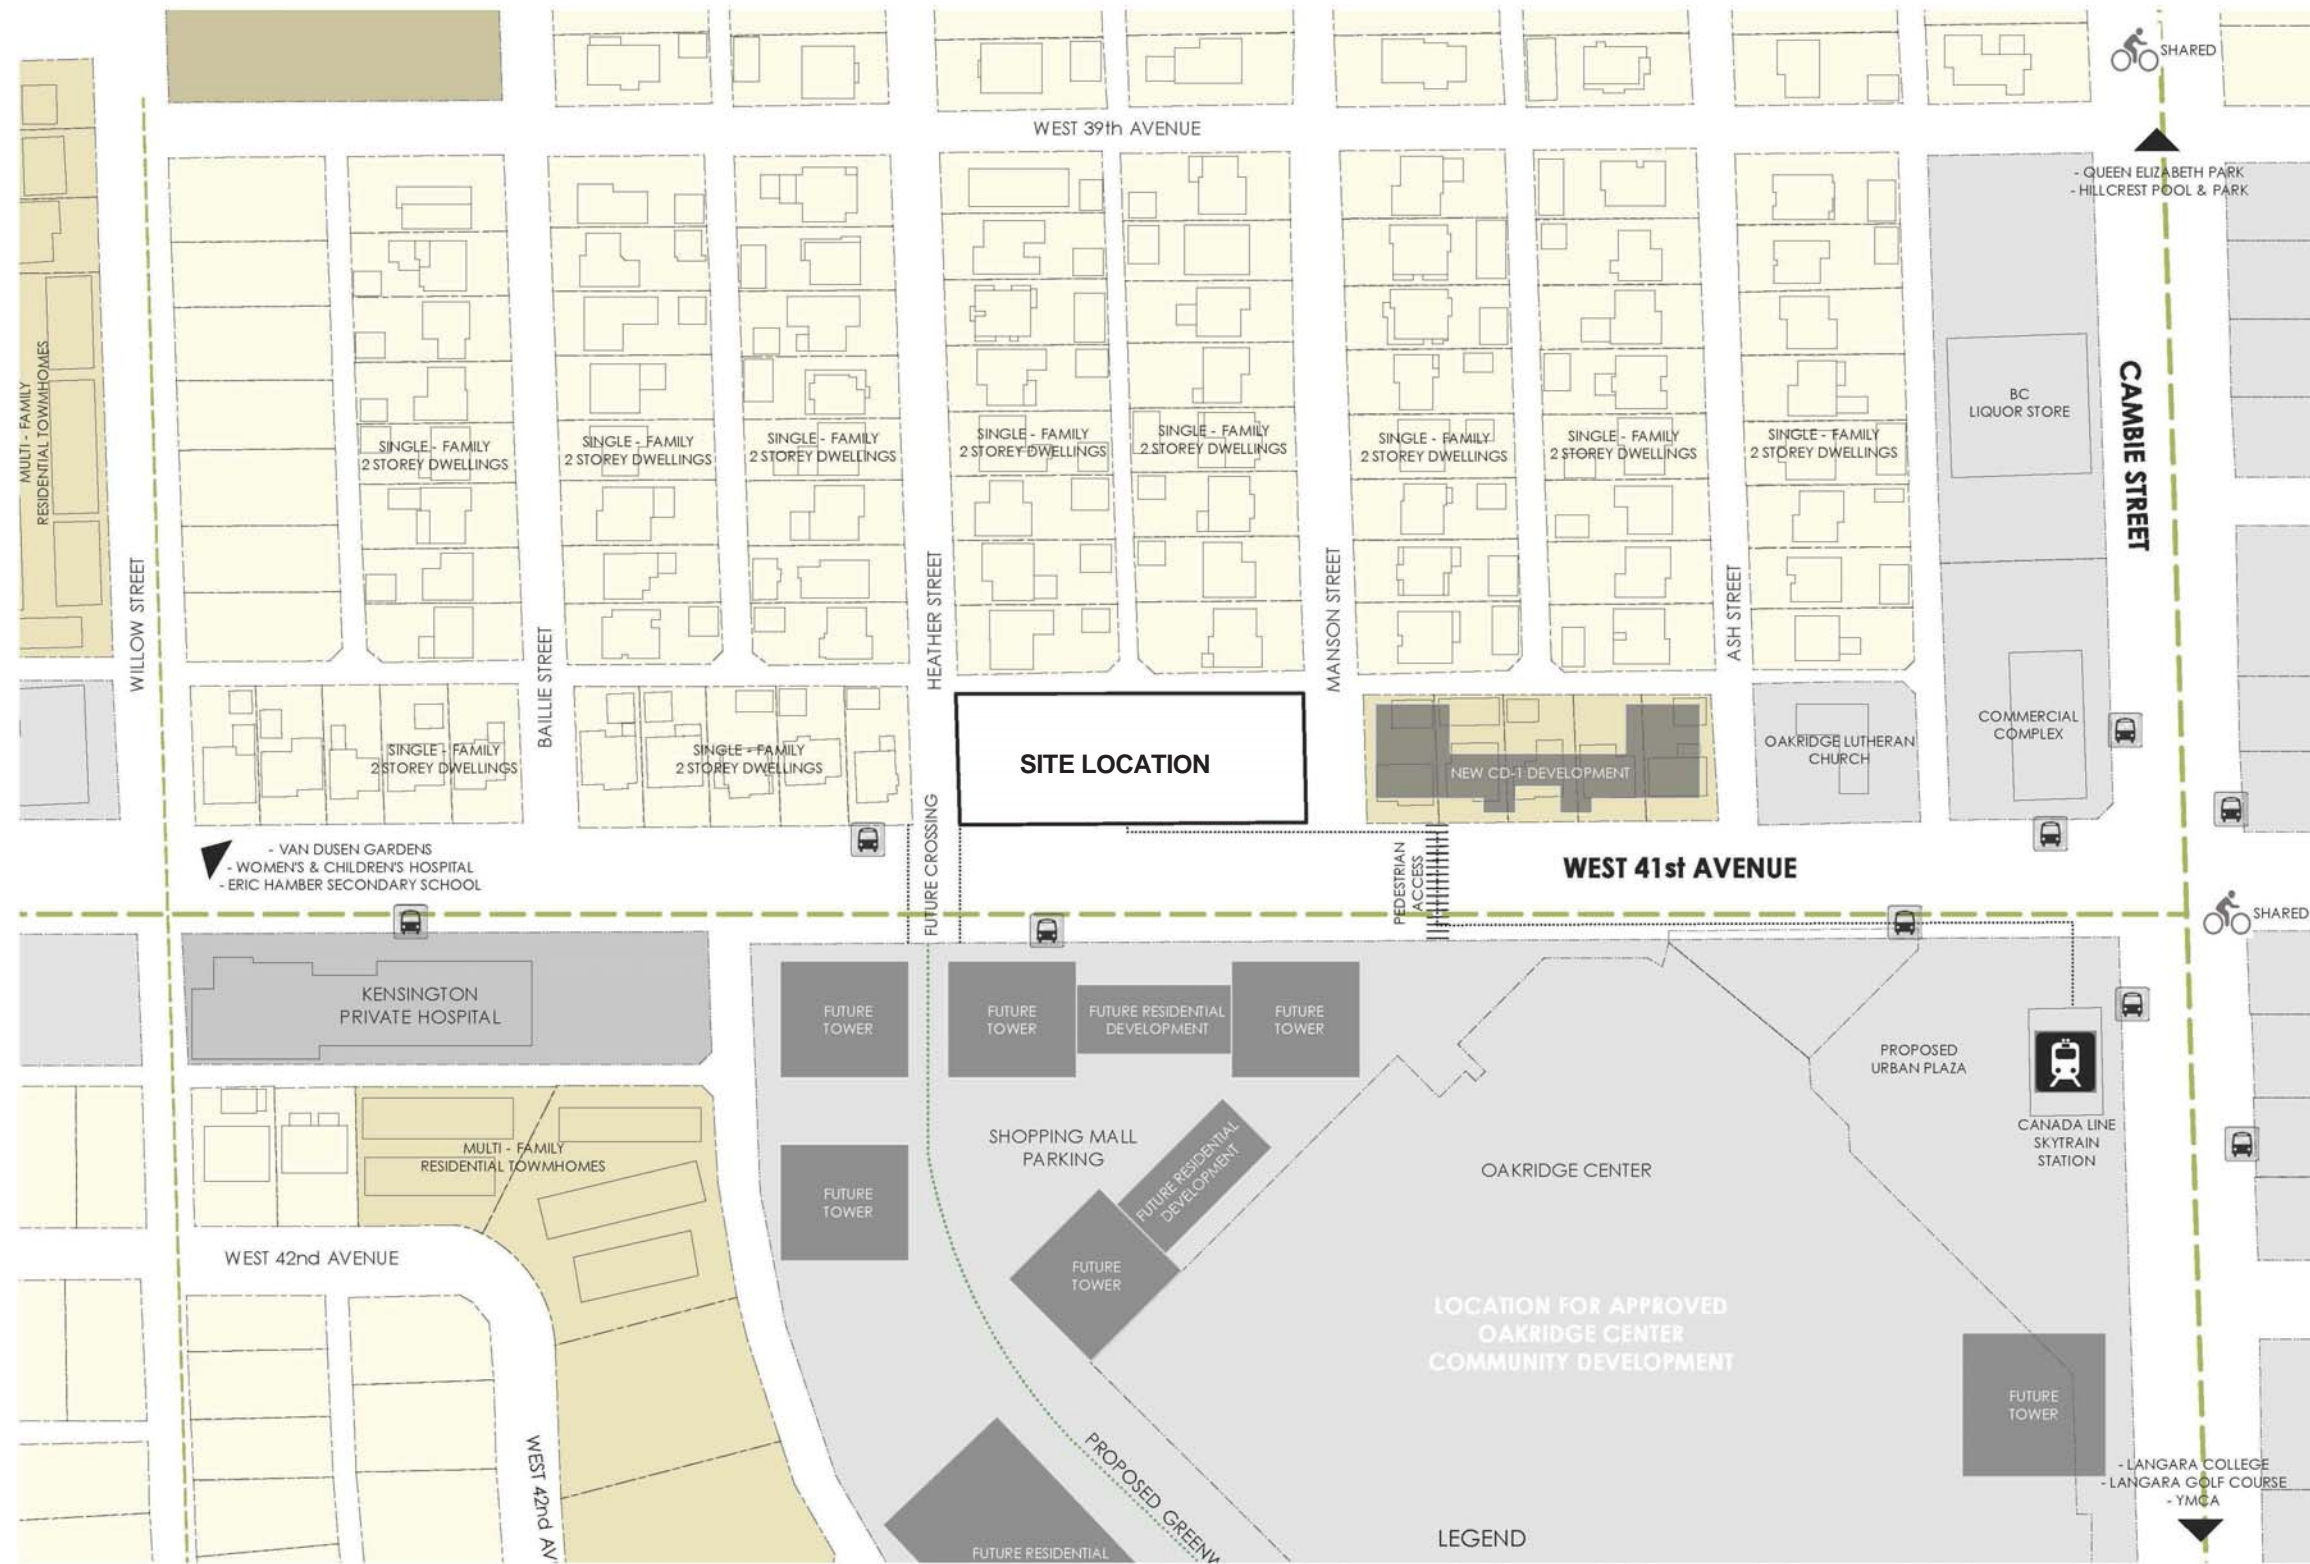 SHARED
WEST 39th AVENUE
- QUEEN ELIZABETH PARK
- HILLCREST POOL & PARK
MULTI - FAMILY
RESIDENTIAL TOWMHOMES
WILLOW STREET
SINGLE - FAMILY
2 STOREY DWELLINGS
SINGLE - FAMILY
2 STOREY DWELLINGS
SINGLE - FAMILY
2 STOREY DWELLINGS
SINGLE - FAMILY
2 STOREY DWELLINGS
SINGLE - FAMILY
2 STOREY DWELLINGS
SINGLE - FAMILY
2 STOREY DWELLINGS
SINGLE - FAMILY
2 STOREY DWELLINGS
SINGLE - FAMILY
2 STOREY DWELLINGS
BC
LIQUOR STORE
CAMBIE STREET
BAILLIE STREET
HEATHER STREET
MANSON STREET
ASH STREET
SINGLE - FAMILY
2 STOREY DWELLINGS
SINGLE - FAMILY
2 STOREY DWELLINGS
SITE LOCATION
NEW CD-1 DEVELOPMENT
OAKRIDGE LUTHERAN
CHURCH
COMMERCIAL
COMPLEX
- VAN DUSEN GARDENS
- WOMEN'S & CHILDREN'S HOSPITAL
- ERIC HAMBER SECONDARY SCHOOL
FUTURE CROSSING
PEDESTRIAN
ACCESS
WEST 41st AVENUE
SHARED
KENSINGTON
PRIVATE HOSPITAL
FUTURE
TOWER
FUTURE
TOWER
FUTURE RESIDENTIAL
DEVELOPMENT
FUTURE
TOWER
PROPOSED
URBAN PLAZA
CANADA LINE
SKYTRAIN
STATION
MULTI - FAMILY
RESIDENTIAL TOWMHOMES
SHOPPING MALL
PARKING
FUTURE RESIDENTIAL
DEVELOPMENT
OAKRIDGE CENTER
FUTURE
TOWER
WEST 42nd AVENUE
FUTURE
TOWER
LOCATION FOR APPROVED
OAKRIDGE CENTER
COMMUNITY DEVELOPMENT
FUTURE
TOWER
WEST 42nd AV
PROPOSED GREENW
- LANGARA COLLEGE
- LANGARA GOLF COURSE
- YMCA
FUTURE RESIDENTIAL
LEGEND